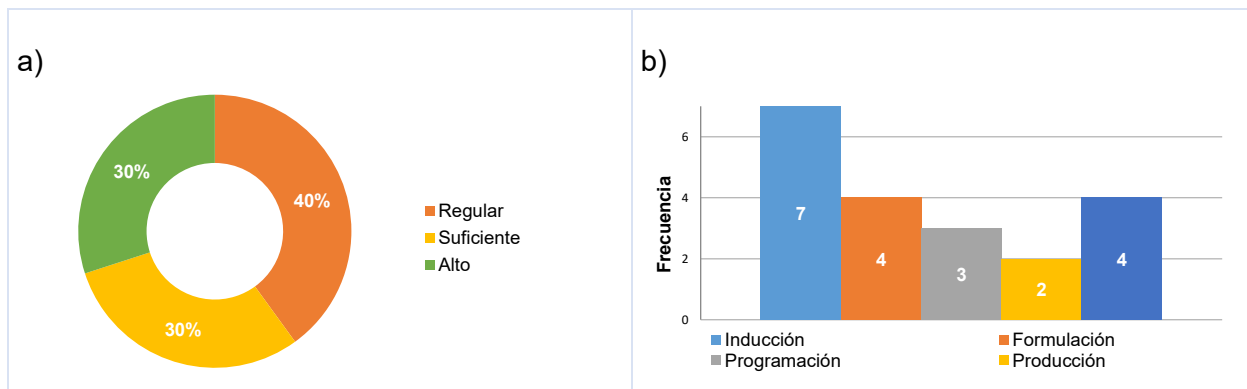 a)
30%
40%
30%
Regular
Suficiente
Alto
b)
Frecuencia
6
4
2
0
7
4
3
2
4
Inducción
Formulación
Programación
Producción